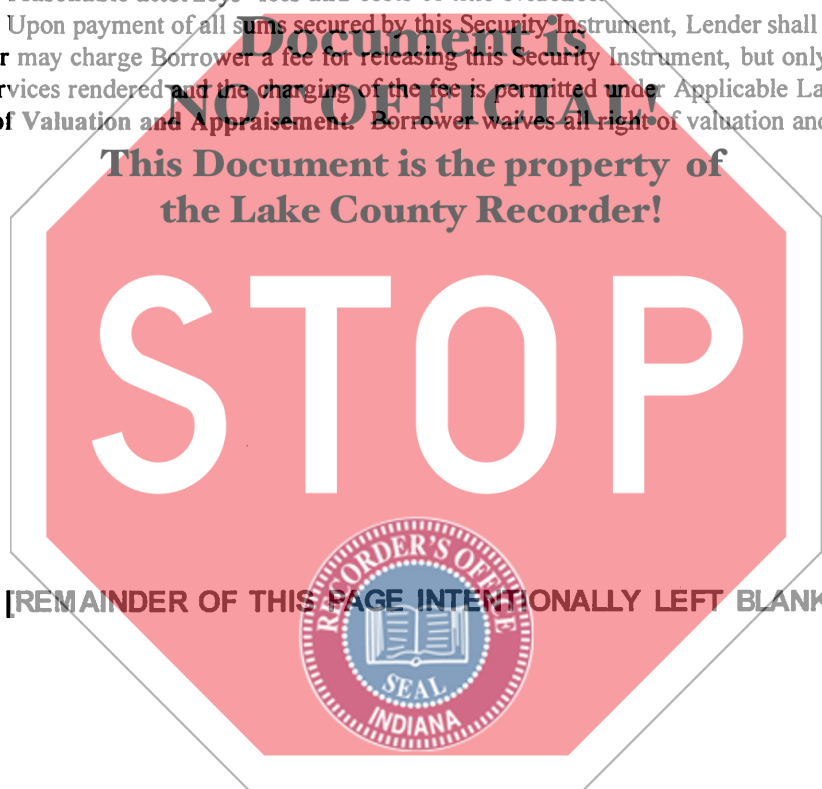 Upon payment of all sums secured by this Security Instrument, Lender shall
r may charge Borrower a fee for releasing this Security Instrument, but only
rvices rendered and the charging of the fee is permitted under Applicable La
of Valuation and Appraisement. Borrower waives all right of valuation and
Document is
NOT OFFICIAL!
This Document is the property of
the Lake County Recorder!
STOP
[REMAINDER OF THIS PAGE INTENTIONALLY LEFT BLANK
RECORDER'S OFFICE
SEAL
INDIANA